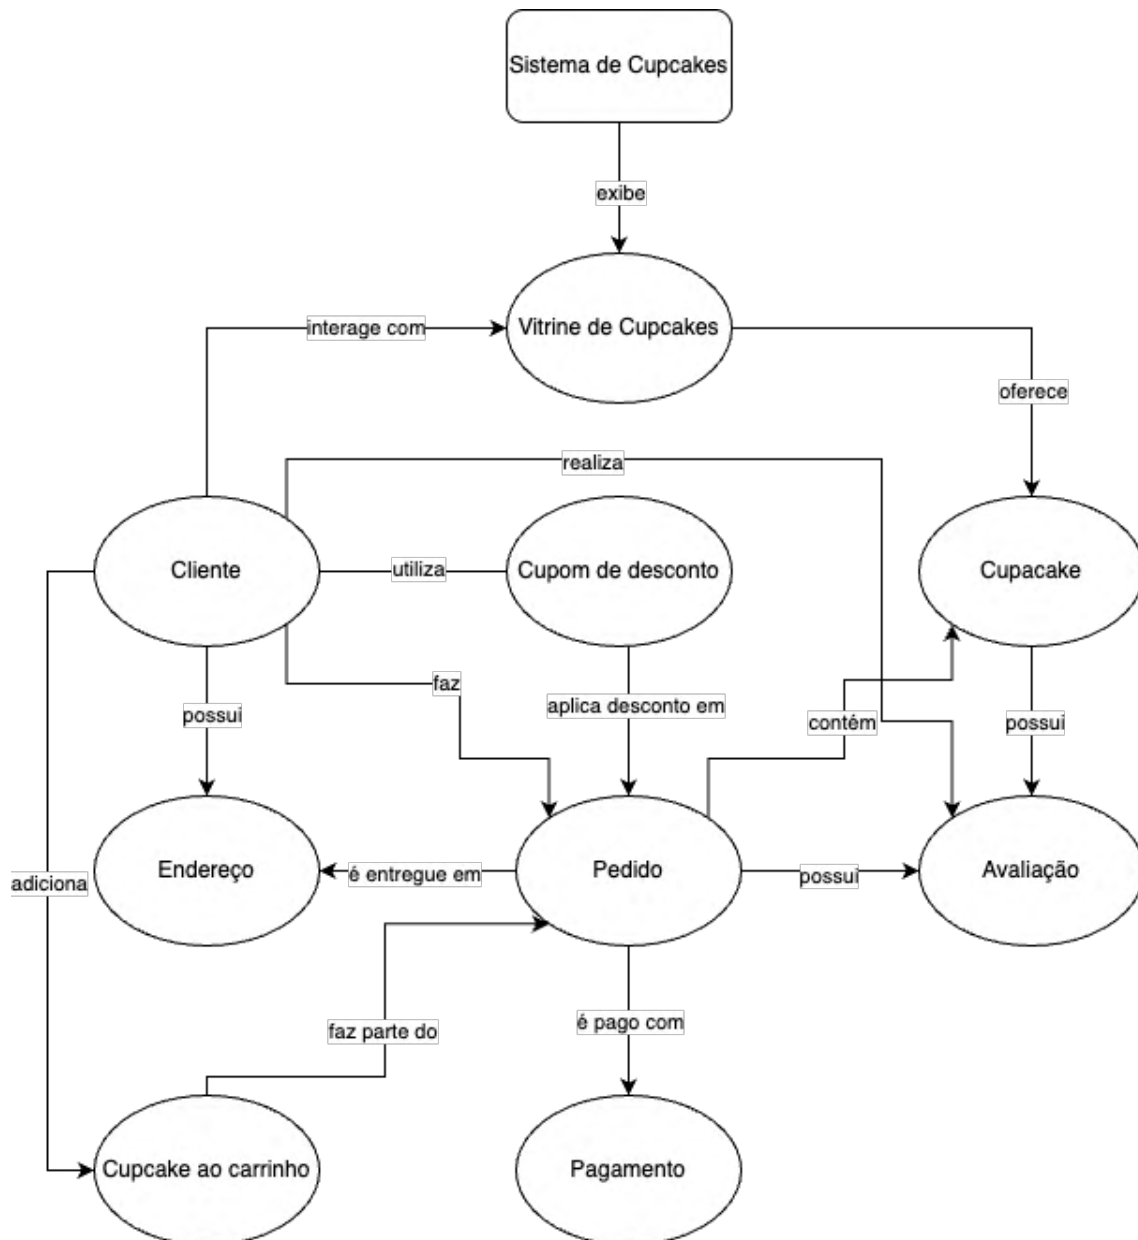 Sistema de Cupcakes
exibe
interage com
Vitrine de Cupcakes
oferece
realiza
Cliente
utiliza
Cupom de desconto
Cupacake
faz
aplica desconto em
possui
contém
possui
Endereço
é entregue em
Pedido
possui
Avaliação
adiciona
é pago com
faz parte do
Cupcake ao carrinho
Pagamento